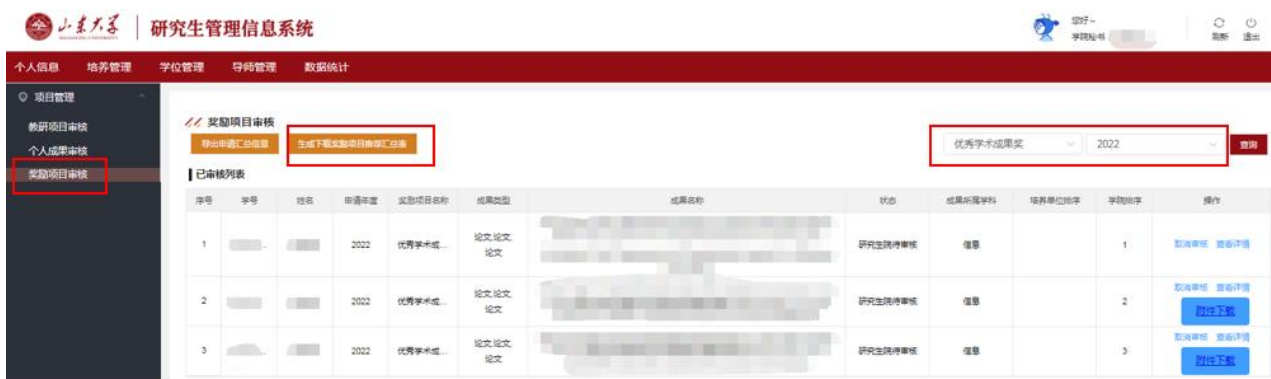 山东大学 研究生管理信息系统 您好~
学院秘书 刷新 退出
个人信息 培养管理 学位管理 导师管理 数据统计
项目管理
教研项目审核
个人成果审核
奖励项目审核
奖励项目审核
导出申请汇总信息 生成下载奖励项目推荐汇总表 优秀学术成果奖 2022 查询
已审核列表
序号 学号 姓名 申请年度 奖励项目名称 成果类型 成果名称 状态 成果所属学科 培养单位排序 学院排序 操作
1 2022 优秀学术成... 论文,论文,论文 研究生院待审核 信息 1 取消审核 查看详情
2 2022 优秀学术成... 论文,论文,论文 研究生院待审核 信息 2 取消审核 查看详情
附件下载
3 2022 优秀学术成... 论文,论文,论文 研究生院待审核 信息 3 取消审核 查看详情
附件下载